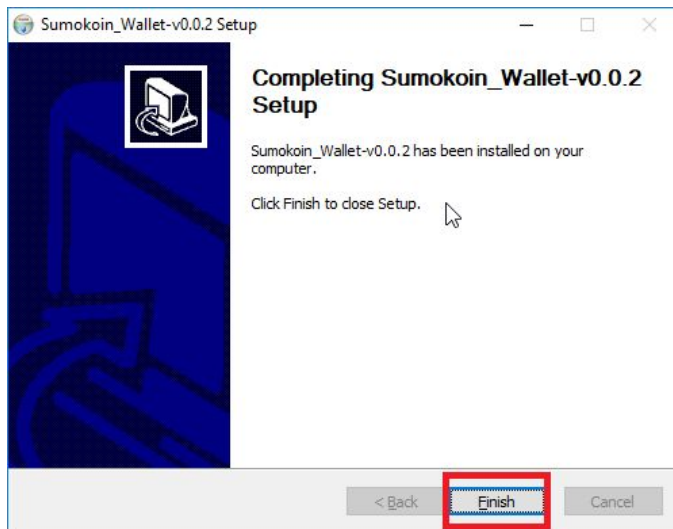 Sumokoin_Wallet-v0.0.2 Setup
Completing Sumokoin_Wallet-v0.0.2
Setup
Sumokoin_Wallet-v0.0.2 has been installed on your
computer.
Click Finish to close Setup.
< Back Finish Cancel